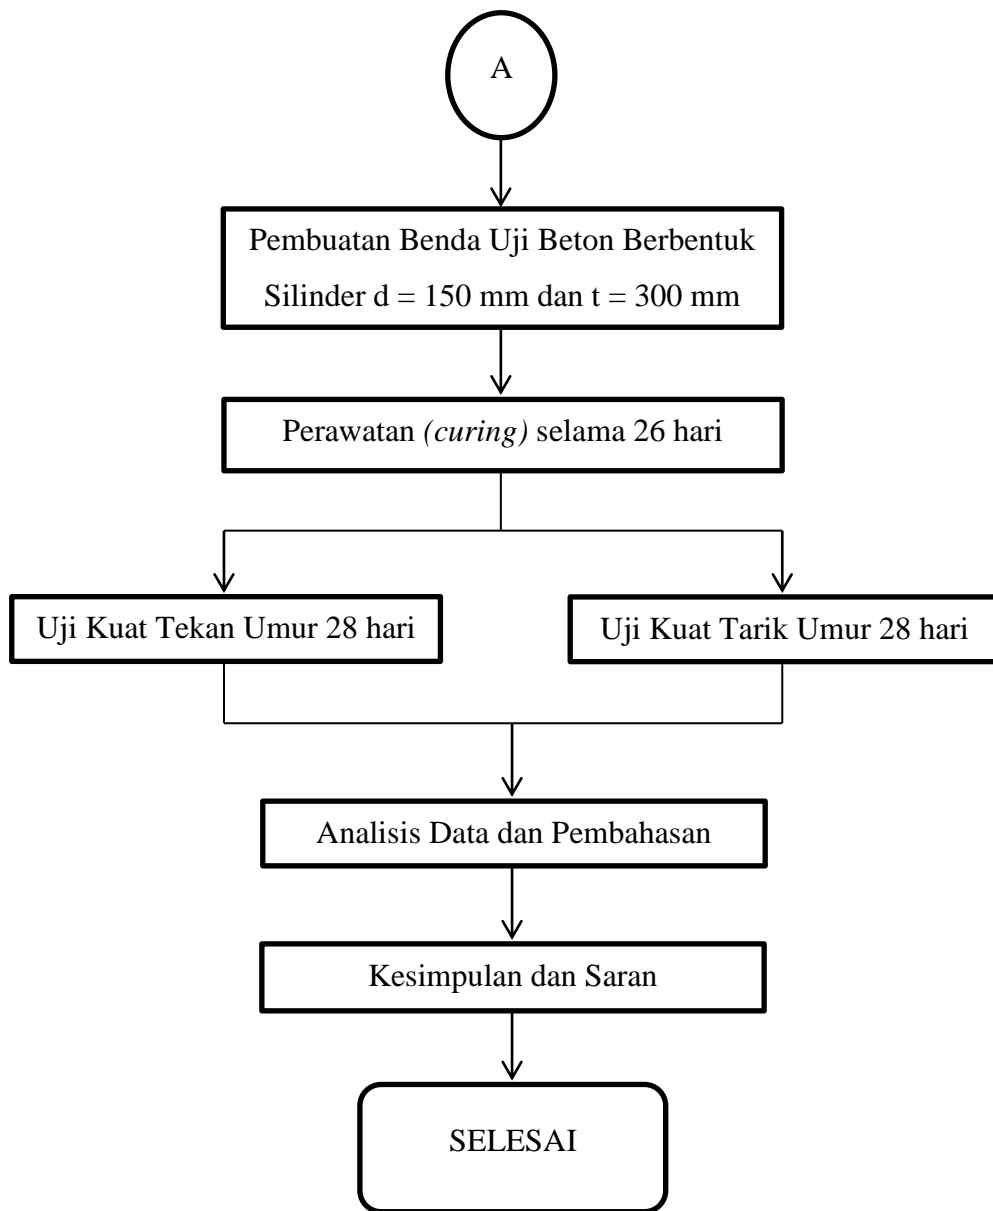 A
Pembuatan Benda Uji Beton Berbentuk
Silinder d = 150 mm dan t = 300 mm
Perawatan (curing) selama 26 hari
Uji Kuat Tekan Umur 28 hari
Uji Kuat Tarik Umur 28 hari
Analisis Data dan Pembahasan
Kesimpulan dan Saran
SELESAI